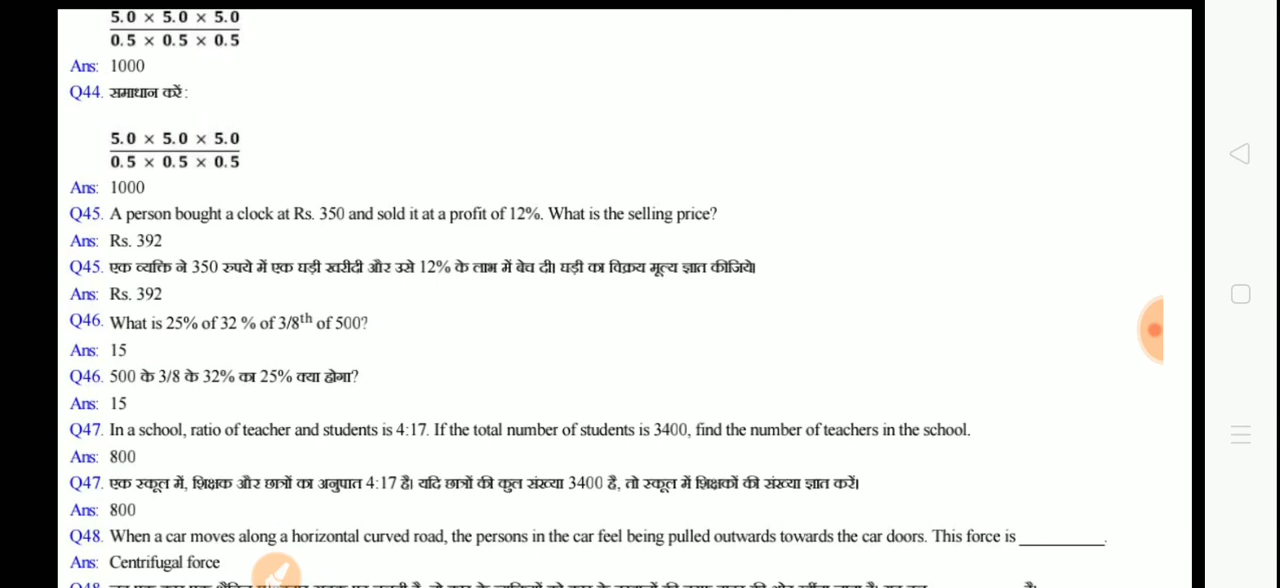 5.0 × 5.0 × 5.0
0.5 × 0.5 × 0.5
Ans: 1000
Q44. समाधान करें:
5.0 × 5.0 × 5.0
0.5 × 0.5 × 0.5
Ans: 1000
Q45. A person bought a clock at Rs. 350 and sold it at a profit of 12%. What is the selling price?
Ans: Rs. 392
Q45. एक व्यक्ति ने 350 रुपये में एक घड़ी खरीदी और उसे 12% के लाभ में बेच दी। घड़ी का विक्रय मूल्य ज्ञात कीजिये।
Ans: Rs. 392
Q46. What is 25% of 32 % of 3/8th of 500?
Ans: 15
Q46. 500 के 3/8 के 32% का 25% क्या होगा?
Ans: 15
Q47. In a school, ratio of teacher and students is 4:17. If the total number of students is 3400, find the number of teachers in the school.
Ans: 800
Q47. एक स्कूल में, शिक्षक और छात्रों का अनुपात 4:17 है। यदि छात्रों की कुल संख्या 3400 है, तो स्कूल में शिक्षकों की संख्या ज्ञात करें।
Ans: 800
Q48. When a car moves along a horizontal curved road, the persons in the car feel being pulled outwards towards the car doors. This force is __________.
Ans: Centrifugal force
Q48.